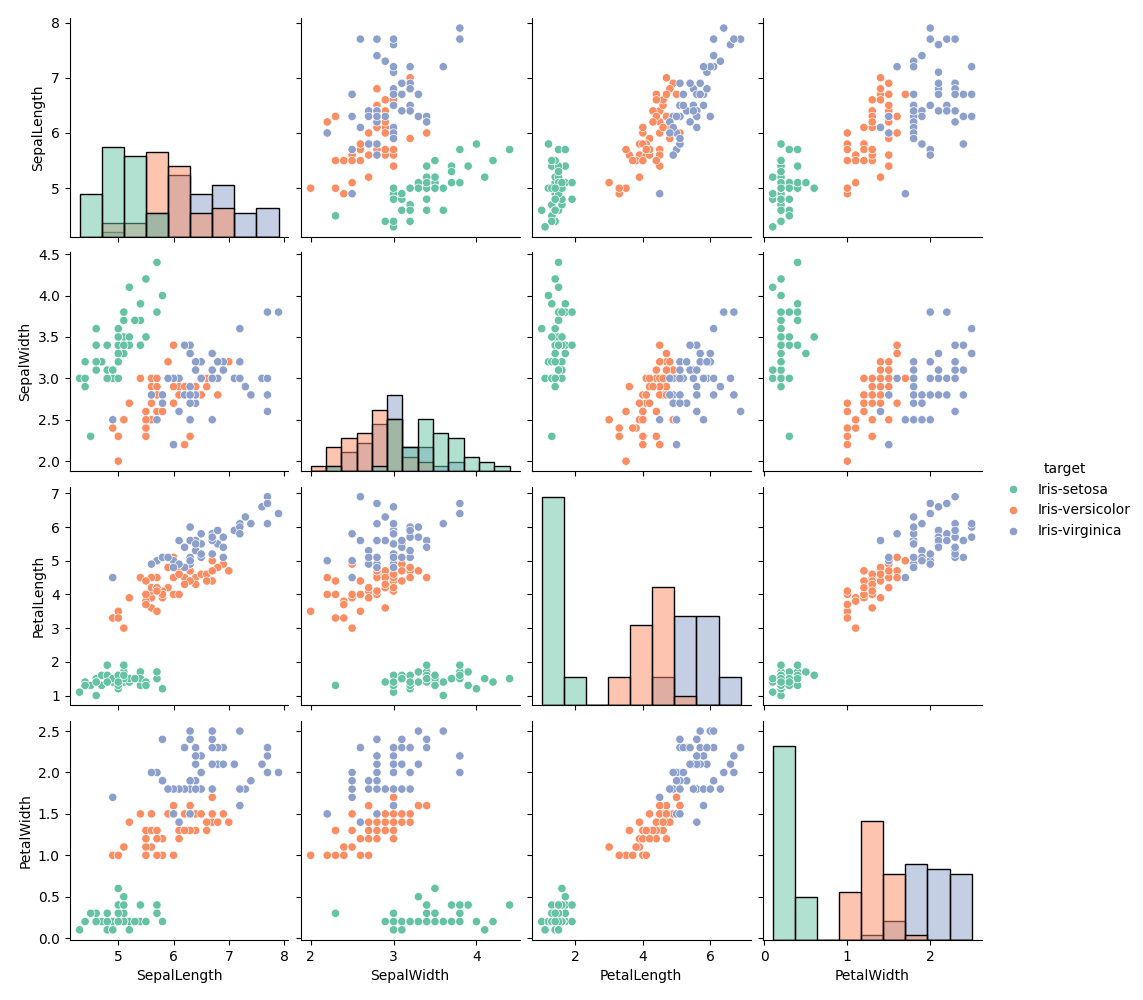 8
7
6
5
SepalLength
4.5
4.0
3.5
3.0
2.5
2.0
SepalWidth
target
Iris-setosa
Iris-versicolor
Iris-virginica
7
6
5
4
3
2
1
PetalLength
2.5
2.0
1.5
1.0
0.5
0.0
PetalWidth
5 6 7 8
SepalLength
2 3 4
SepalWidth
2 4 6
PetalLength
0 1 2
PetalWidth